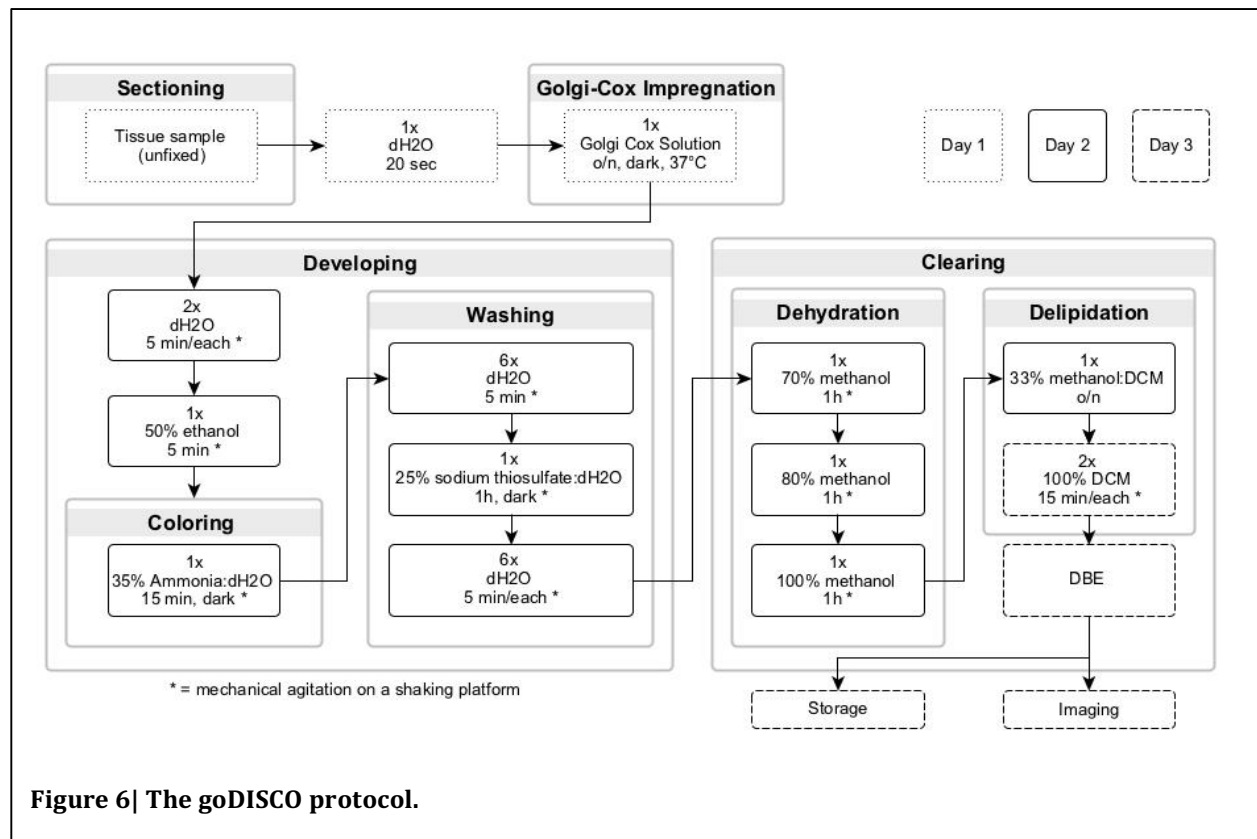 Sectioning
Tissue sample
(unfixed)
1x
dH2O
20 sec
Golgi-Cox Impregnation
1x
Golgi Cox Solution
o/n, dark, 37°C
Day 1
Day 2
Day 3
Developing
2x
dH2O
5 min/each *
1x
50% ethanol
5 min *
Coloring
1x
35% Ammonia:dH2O
15 min, dark *
Washing
6x
dH2O
5 min *
1x
25% sodium thiosulfate:dH2O
1h, dark *
6x
dH2O
5 min/each *
Clearing
Dehydration
1x
70% methanol
1h *
1x
80% methanol
1h *
1x
100% methanol
1h *
Delipidation
1x
33% methanol:DCM
o/n
2x
100% DCM
15 min/each *
DBE
Storage
Imaging
* = mechanical agitation on a shaking platform
Figure 6| The goDISCO protocol.